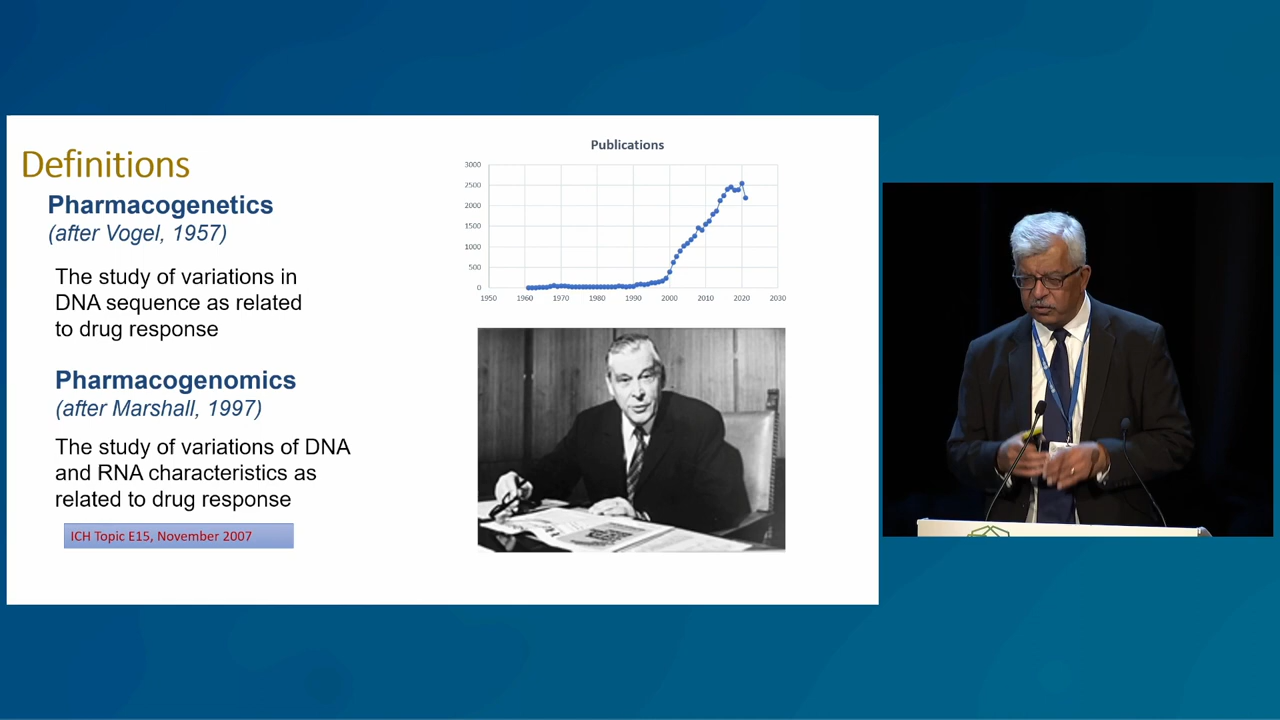 Definitions
Pharmacogenetics
(after Vogel, 1957)
The study of variations in
DNA sequence as related
to drug response
Pharmacogenomics
(after Marshall, 1997)
The study of variations of DNA
and RNA characteristics as
related to drug response
ICH Topic E15, November 2007
Publications
3000
2500
2000
1500
1000
500
0
1950 1960 1970 1980 1990 2000 2010 2020 2030